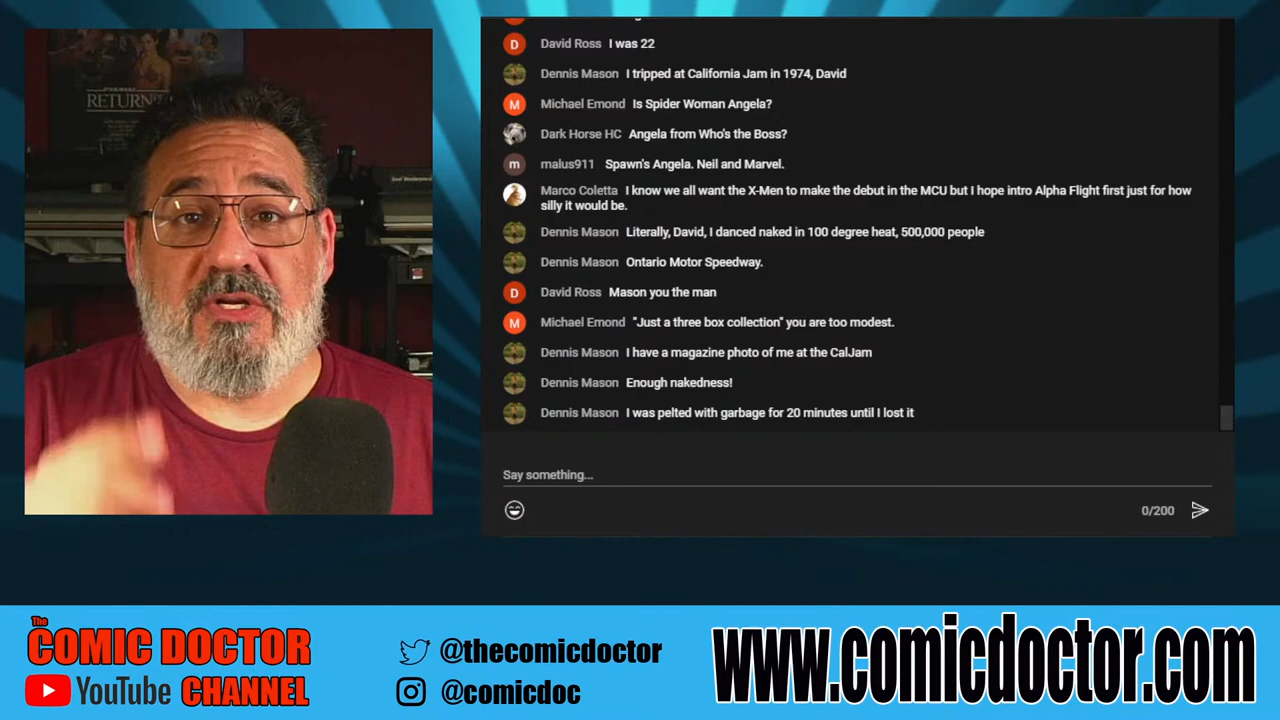 RETURN
David Ross I was 22
Dennis Mason I tripped at California Jam in 1974, David
M Michael Emond Is Spider Woman Angela?
Dark Horse HC Angela from Who's the Boss?
m malus911 Spawn's Angela. Neil and Marvel.
Marco Coletta I know we all want the X-Men to make the debut in the MCU but I hope intro Alpha Flight first just for how
silly it would be.
Dennis Mason Literally, David, I danced naked in 100 degree heat, 500,000 people
Dennis Mason Ontario Motor Speedway.
D David Ross Mason you the man
M Michael Emond "Just a three box collection" you are too modest.
Dennis Mason I have a magazine photo of me at the CalJam
Dennis Mason Enough nakedness!
Dennis Mason I was pelted with garbage for 20 minutes until I lost it
Say something...
0/200
The
COMIC DOCTOR
YouTube CHANNEL
@thecomicdoctor
@comicdoc
www.comicdoctor.com